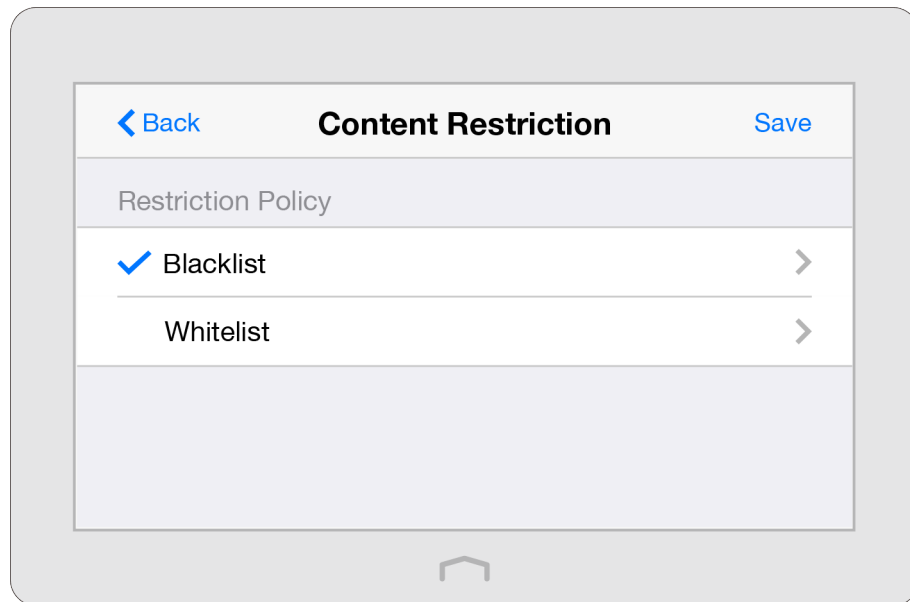 Back Content Restriction Save
Restriction Policy
Blacklist
Whitelist